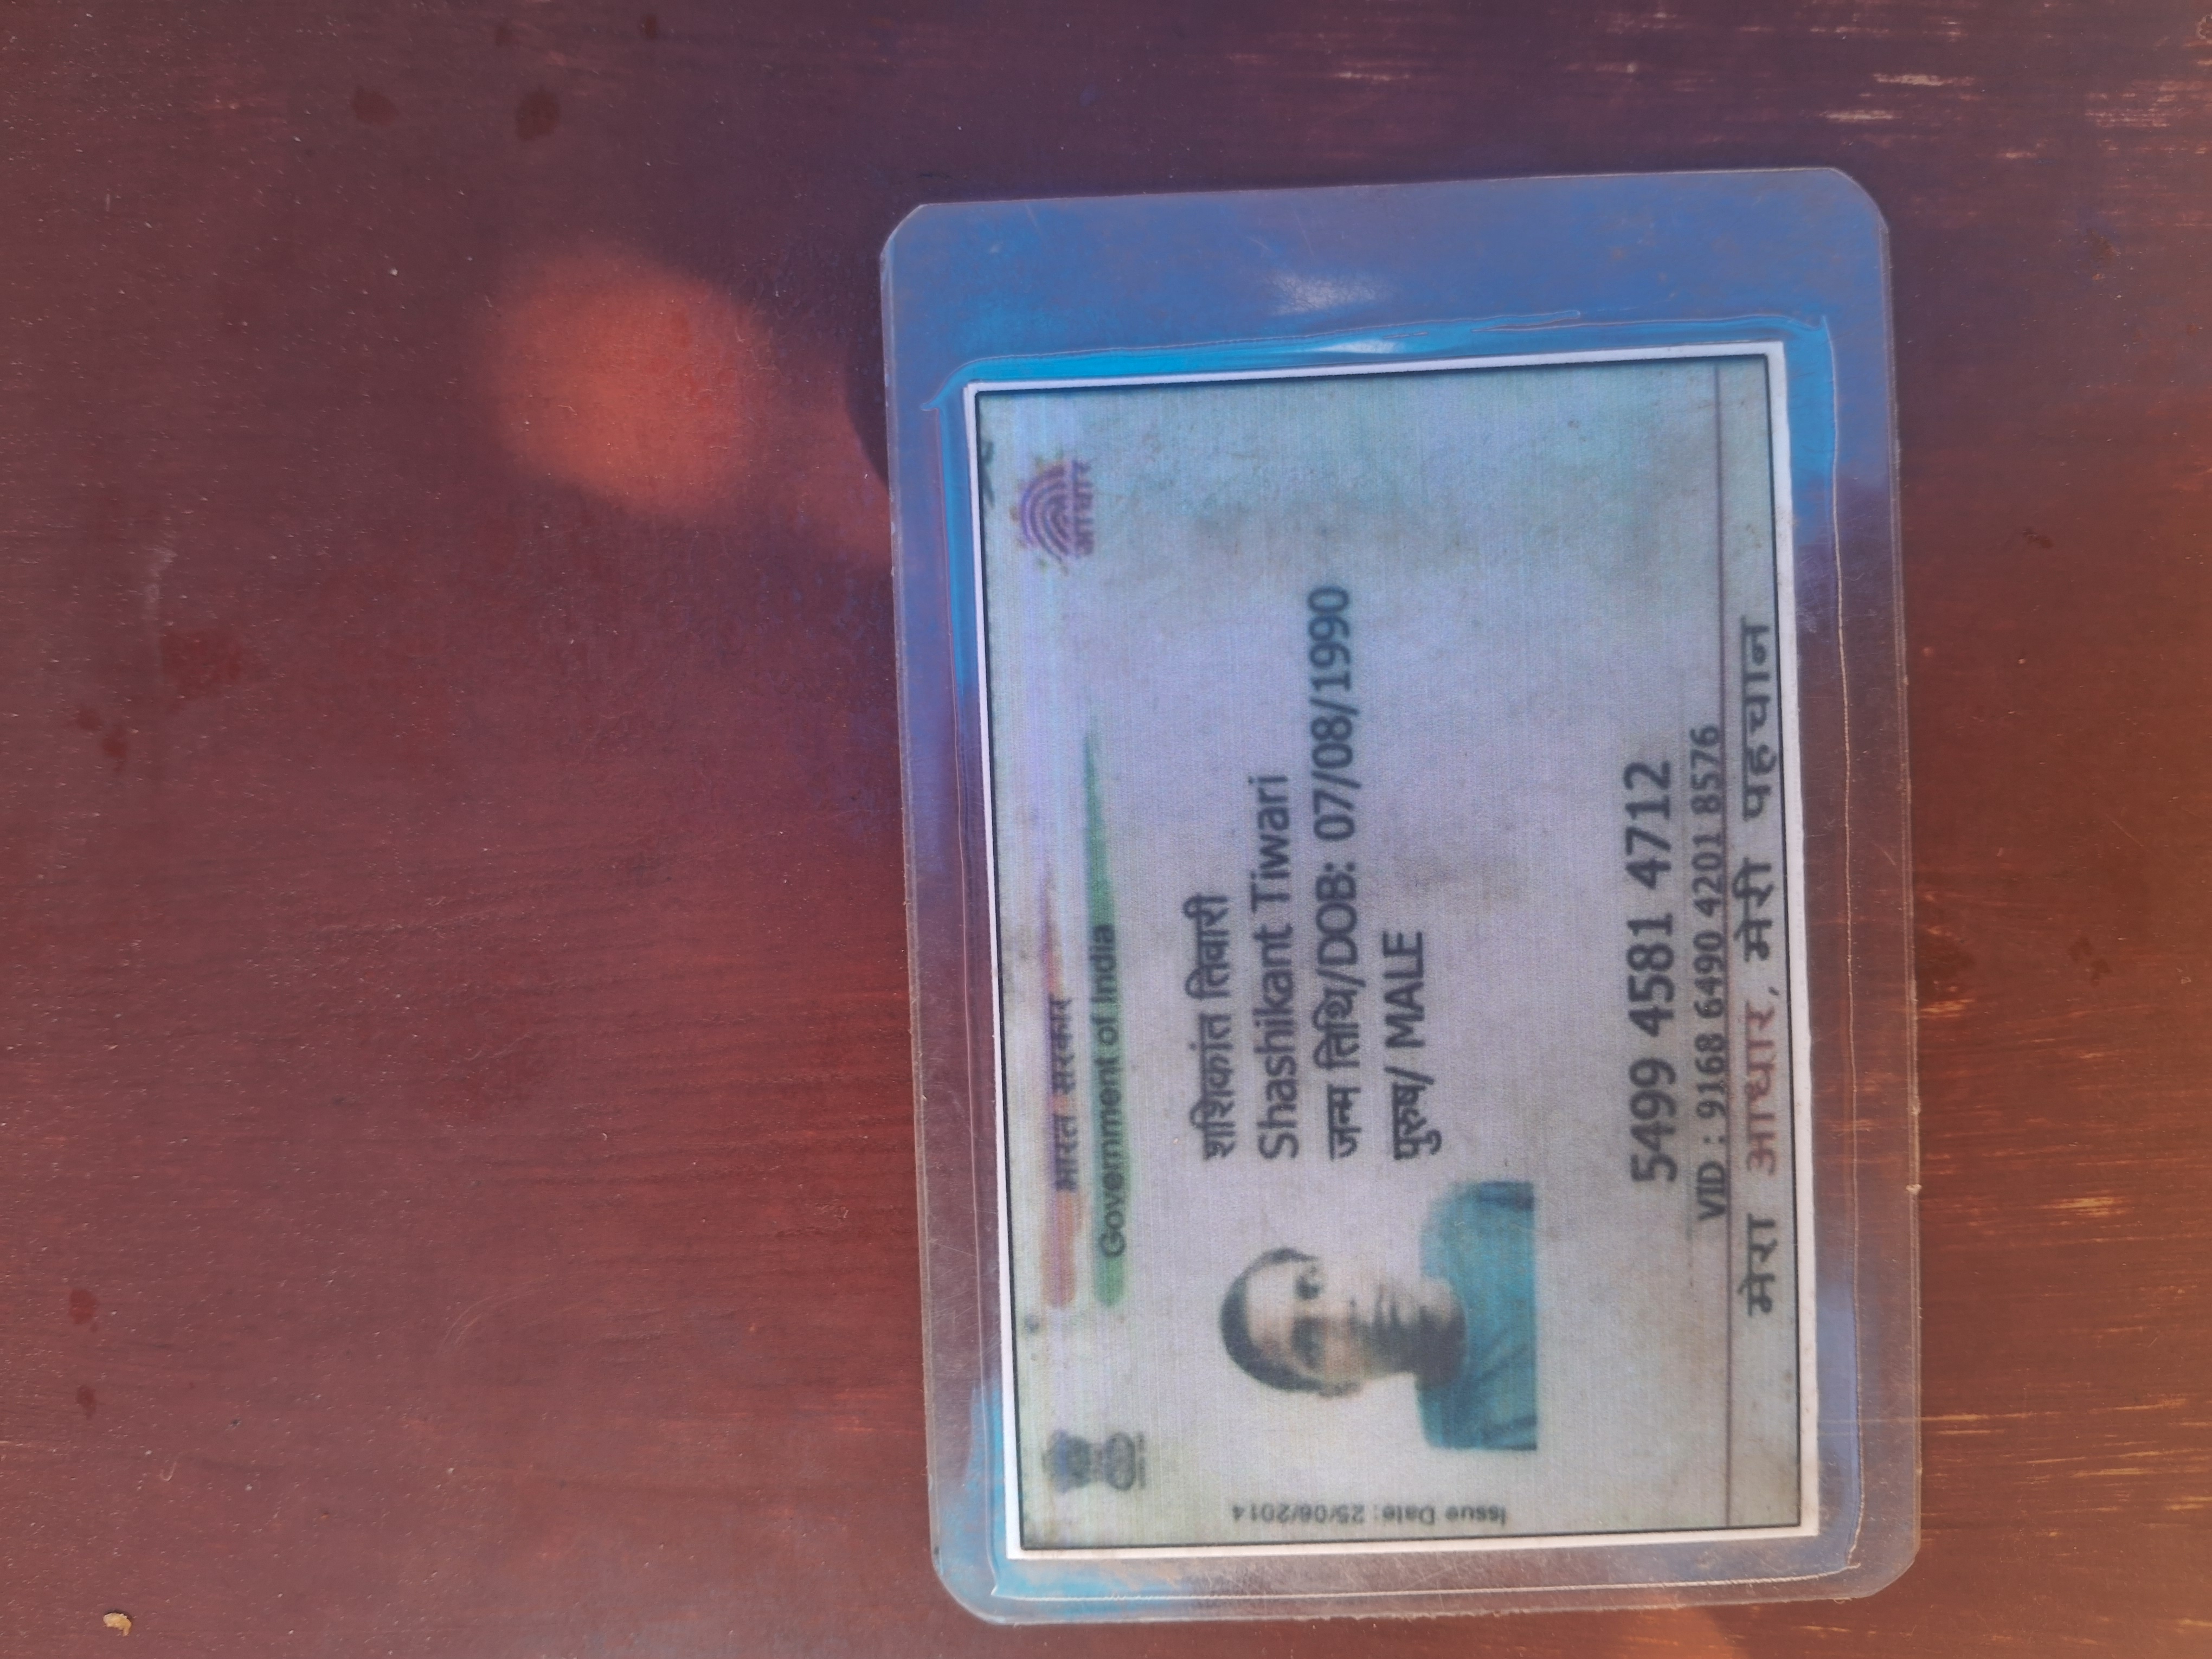 भारत सरकार
Government of India
आधार
शशिकांत तिवारी
Shashikant Tiwari
जन्म तिथि/DOB: 07/08/1990
पुरुष/ MALE
Issue Date: 25/06/2014
5499 4581 4712
VID : 9168 6490 4201 8576
मेरा आधार, मेरी पहचान